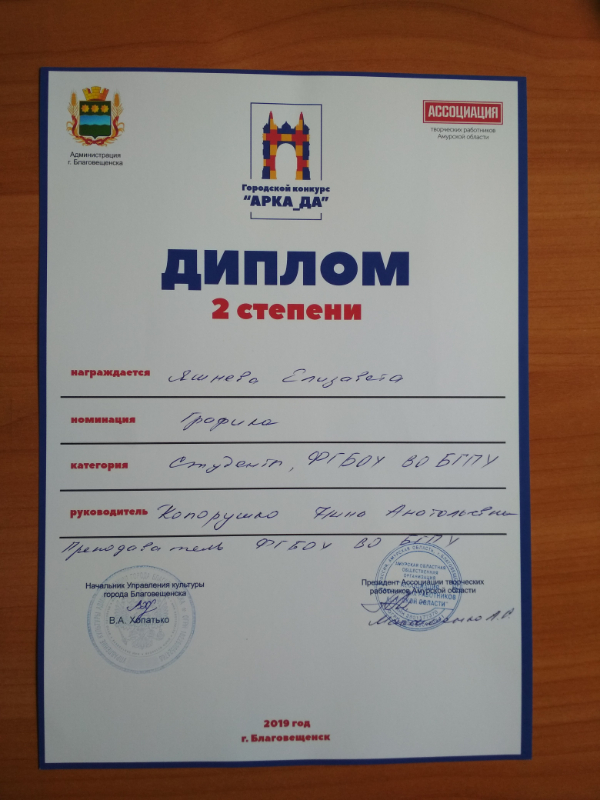 Администрация
г. Благовещенска
Городской конкурс
"АРКА_ДА"
АССОЦИАЦИЯ
творческих работников
Амурской области
ДИПЛОМ
2 степени
награждается Яшнева Елизавета
номинация Графика
категория Студент, ФГБОУ ВО БГПУ
руководитель Копорушко Анатольевна
Преподаватель ФГБОУ ВО БГПУ
Начальник Управления культуры
города Благовещенска
В.А. Хопатько
Президент Ассоциации творческих
работников Амурской области
2019 год
г. Благовещенск